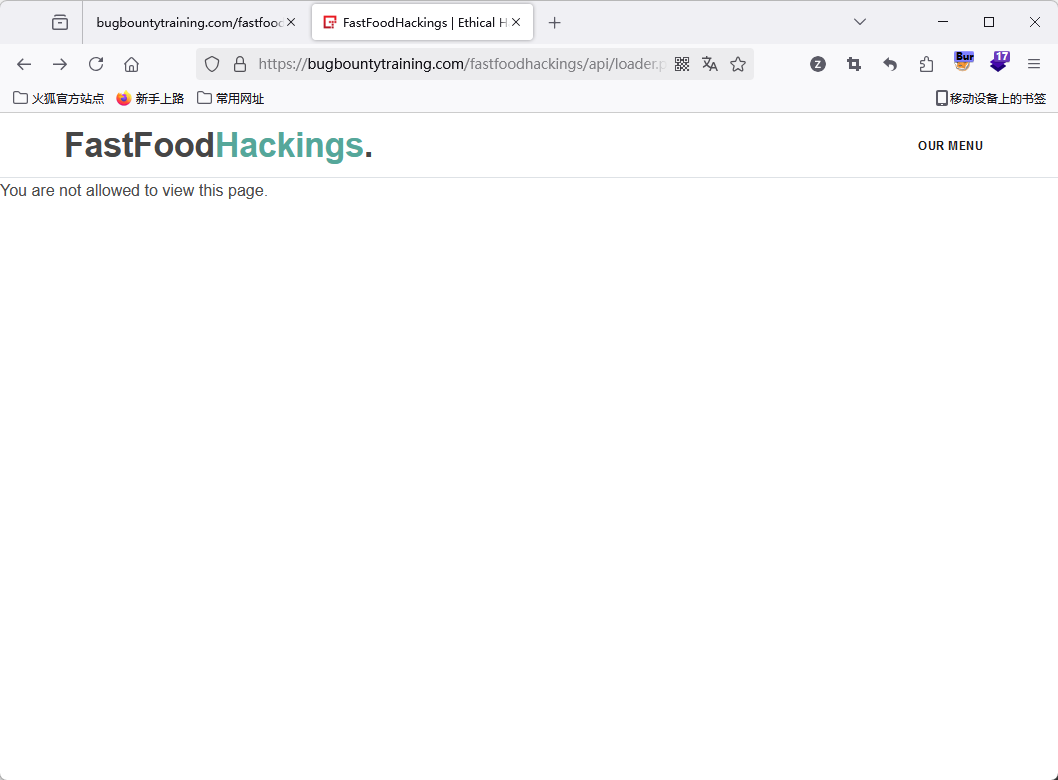 bugbountytraining.com/fastfood
FastFoodHackings | Ethical H
https://bugbountytraining.com/fastfoodhackings/api/loader.p
Z
Bur
17
火狐官方站点
新手上路
常用网址
移动设备上的书签
FastFoodHackings.
OUR MENU
You are not allowed to view this page.